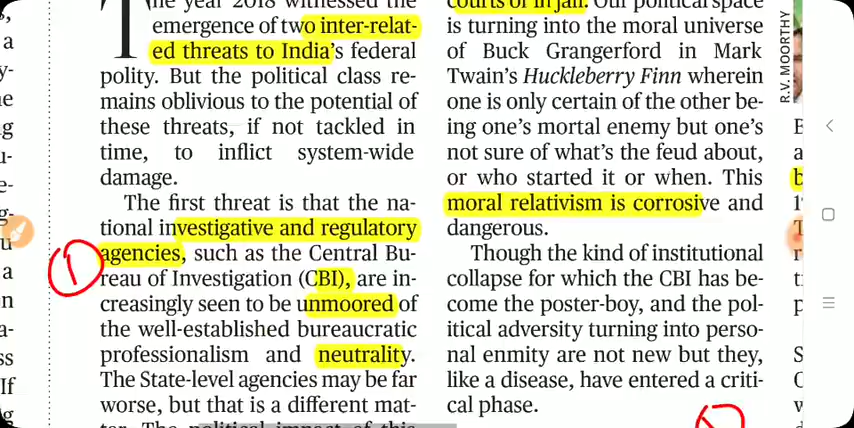 he year 2018 witnessed the
emergence of two inter-relat-
ed threats to India's federal
polity. But the political class re-
mains oblivious to the potential of
these threats, if not tackled in
time, to inflict system-wide
damage.
The first threat is that the na-
tional investigative and regulatory
agencies, such as the Central Bu-
reau of Investigation (CBI), are in-
creasingly seen to be unmoored of
the well-established bureaucratic
professionalism and neutrality.
The State-level agencies may be far
worse, but that is a different mat-
ter. The political impact of this
courts or in jail. Our political space
is turning into the moral universe
of Buck Grangerford in Mark
Twain's Huckleberry Finn wherein
one is only certain of the other be-
ing one's mortal enemy but one's
not sure of what's the feud about,
or who started it or when. This
moral relativism is corrosive and
dangerous.
Though the kind of institutional
collapse for which the CBI has be-
come the poster-boy, and the pol-
itical adversity turning into perso-
nal enmity are not new but they,
like a disease, have entered a criti-
cal phase.
R.V. MOORTHY
1